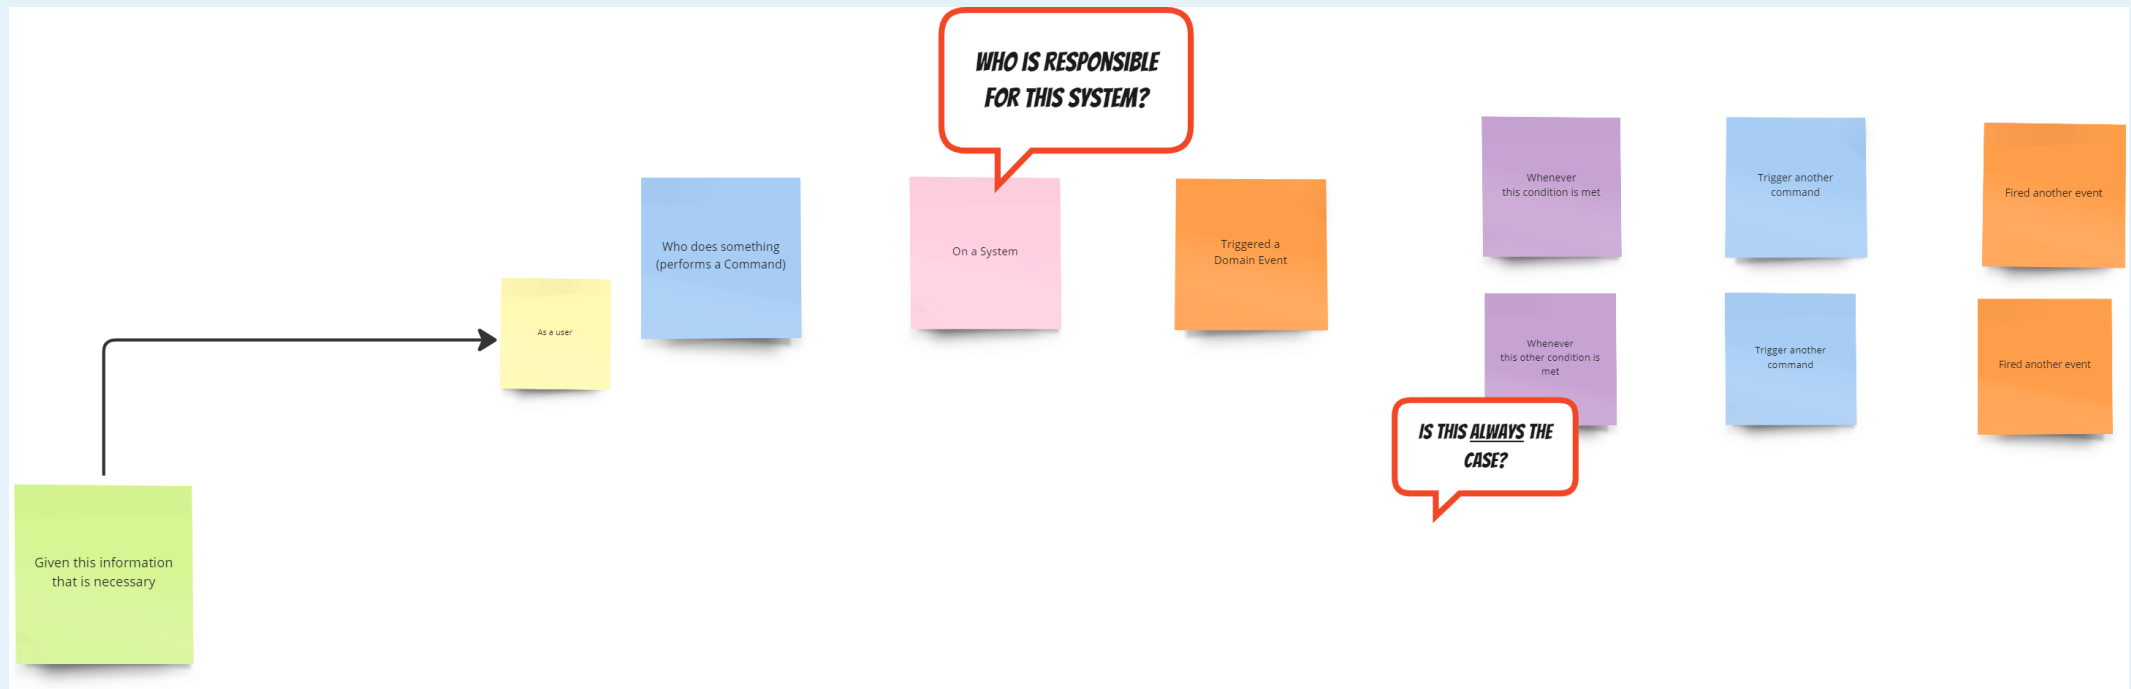 WHO IS RESPONSIBLE
FOR THIS SYSTEM?
Given this information
that is necessary
As a user
Who does something
(performs a Command)
On a System
Triggered a
Domain Event
Whenever
this condition is met
Trigger another
command
Fired another event
Whenever
this other condition is
met
Trigger another
command
Fired another event
IS THIS ALWAYS THE
CASE?